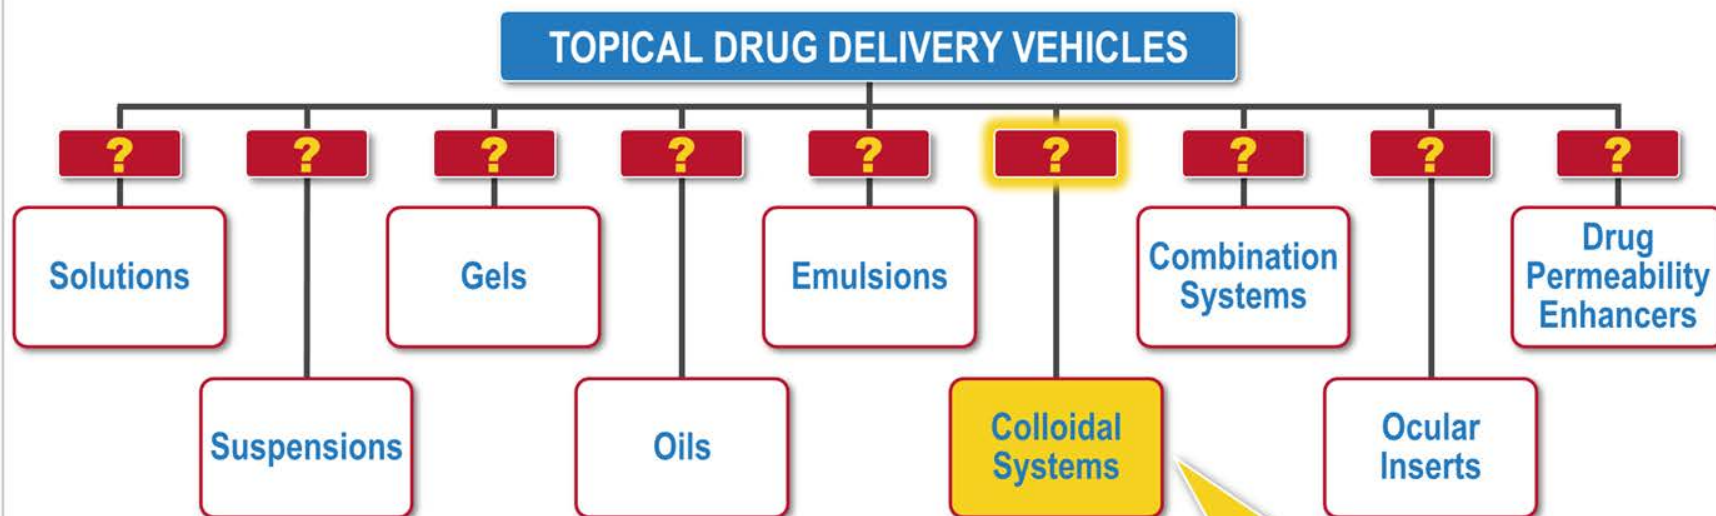 TOPICAL DRUG DELIVERY VEHICLES
? ? ? ? ? ? ? ? ?
Solutions
Gels
Emulsions
Combination
Systems
Drug
Permeability
Enhancers
Suspensions
Oils
Colloidal
Systems
Ocular
Inserts